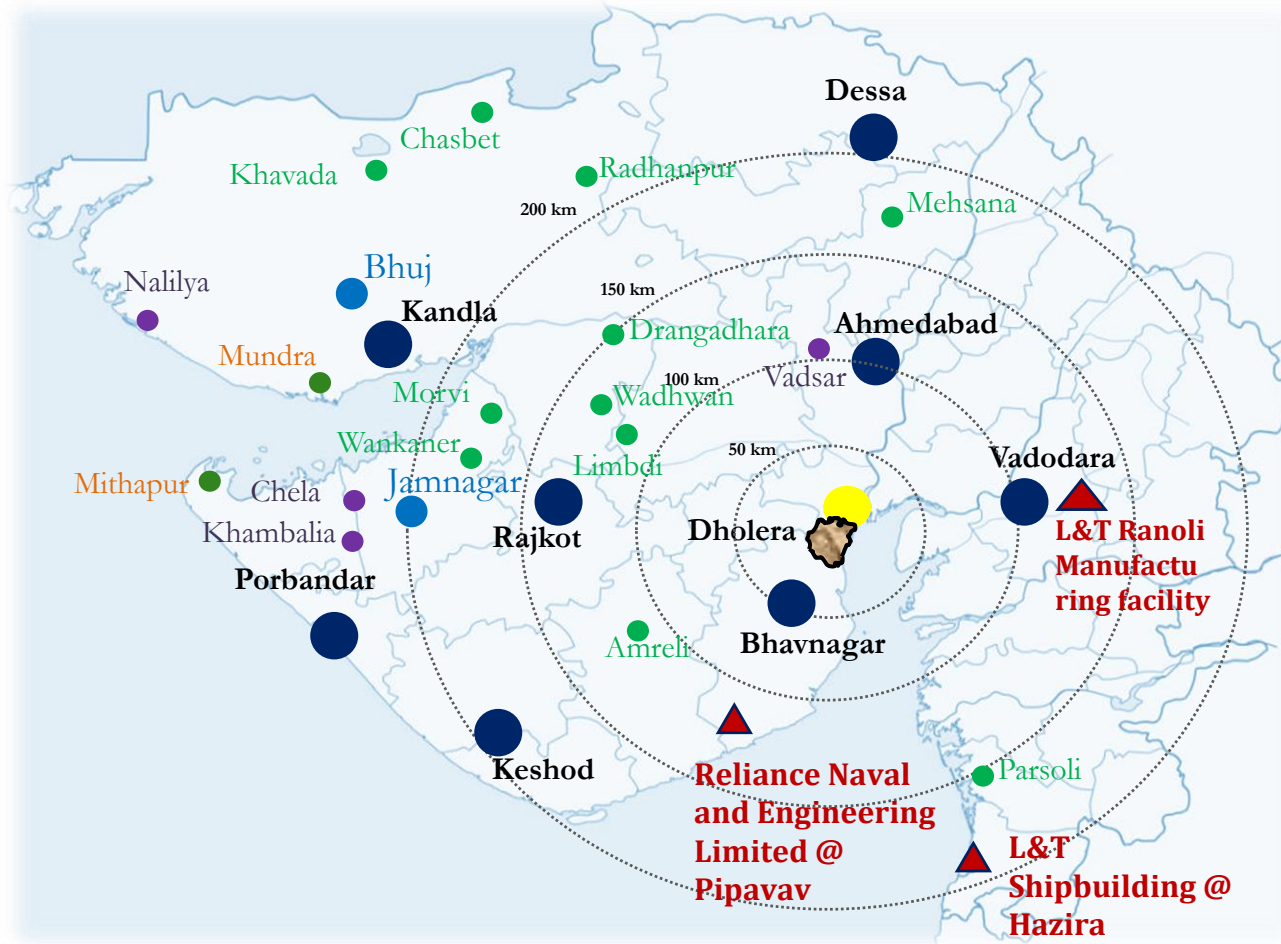 Dessa
Chasbet
Khavada
Radhanpur
Mehsana
200 km
Nalilya
Bhuj
Kandla
150 km
Drangadhara
Ahmedabad
Mundra
Vadsar
100 km
Morvi
Wadhwan
Wankaner
Limbdi
50 km
Vadodara
Mithapur
Chela
Jamnagar
Khambalia
Rajkot
Dholera
L&T Ranoli
Manufactu
ring facility
Porbandar
Amreli
Bhavnagar
Keshod
Parsoli
Reliance Naval
and Engineering
Limited @
Pipavav
L&T
Shipbuilding @
Hazira